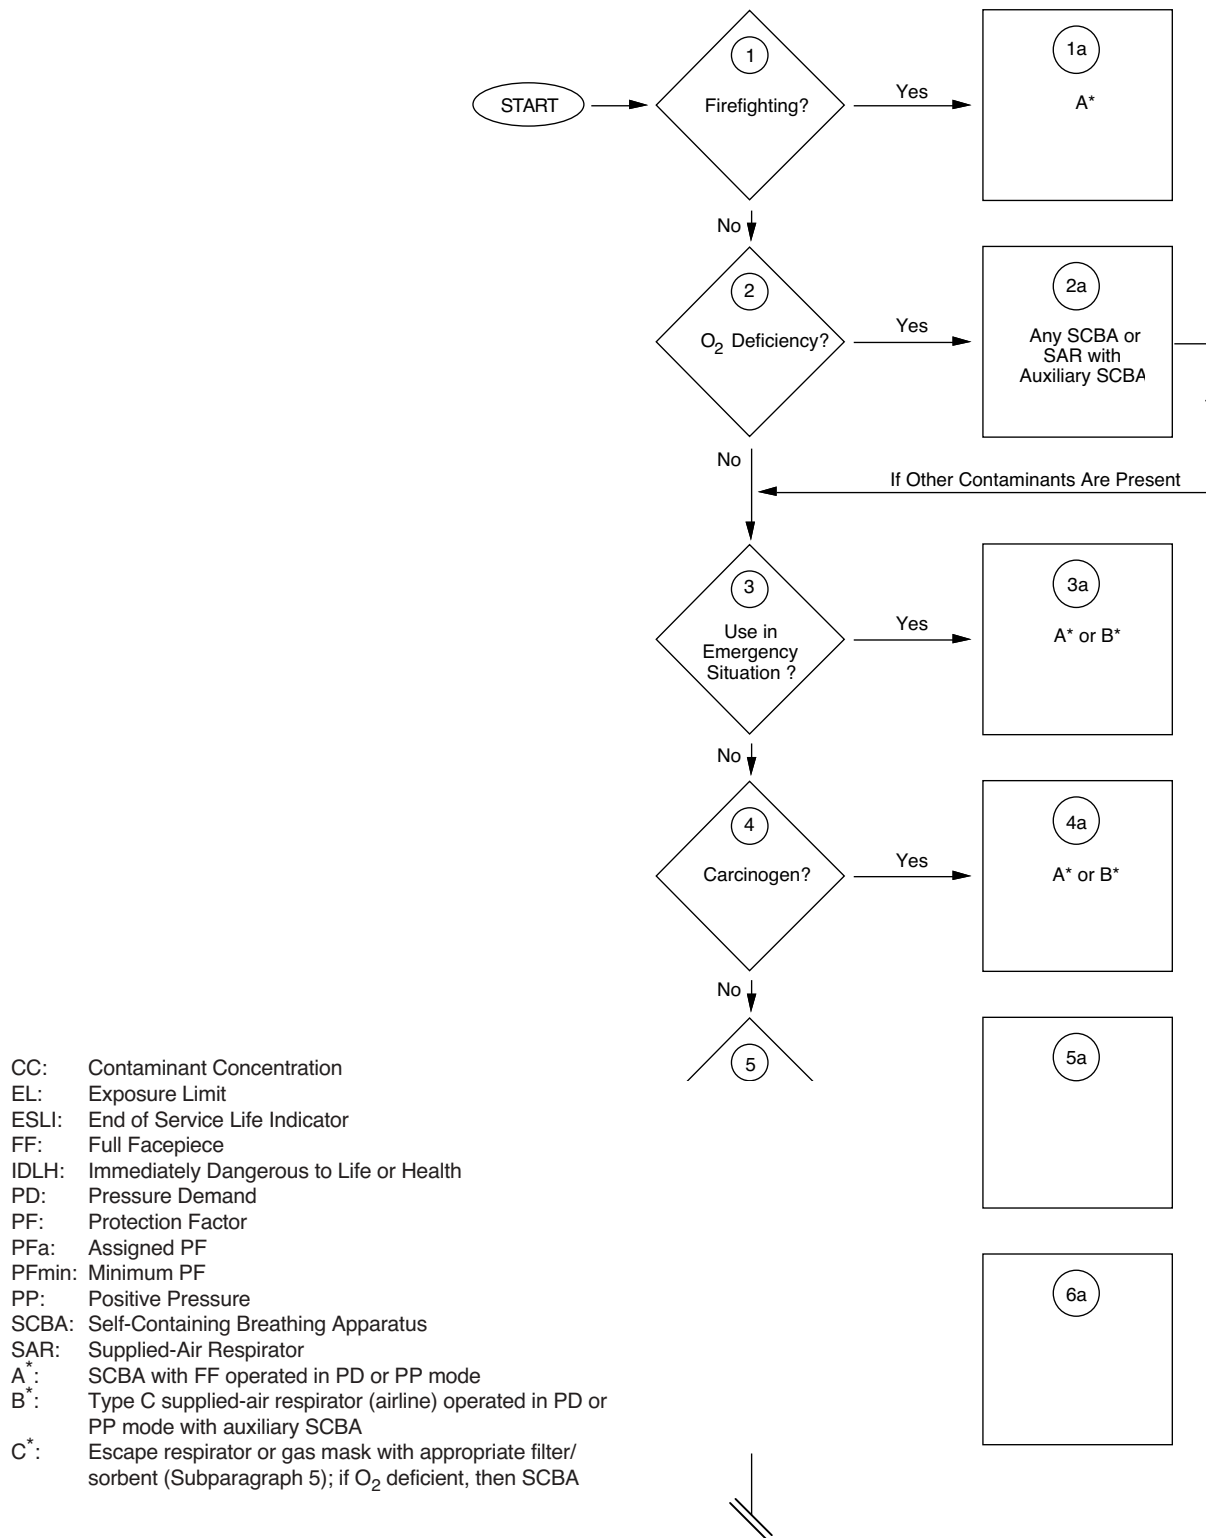 1
Firefighting?
START
Yes
1a
A*
No
2
O2 Deficiency?
Yes
2a
Any SCBA or
SAR with
Auxiliary SCBA
No
If Other Contaminants Are Present
3
Use in
Emergency
Situation ?
Yes
3a
A* or B*
No
4
Carcinogen?
Yes
4a
A* or B*
No
5
5a
6a
CC: Contaminant Concentration
EL: Exposure Limit
ESLI: End of Service Life Indicator
FF: Full Facepiece
IDLH: Immediately Dangerous to Life or Health
PD: Pressure Demand
PF: Protection Factor
PFa: Assigned PF
PFmin: Minimum PF
PP: Positive Pressure
SCBA: Self-Containing Breathing Apparatus
SAR: Supplied-Air Respirator
A*: SCBA with FF operated in PD or PP mode
B*: Type C supplied-air respirator (airline) operated in PD or
PP mode with auxiliary SCBA
C*: Escape respirator or gas mask with appropriate filter/
sorbent (Subparagraph 5); if O2 deficient, then SCBA